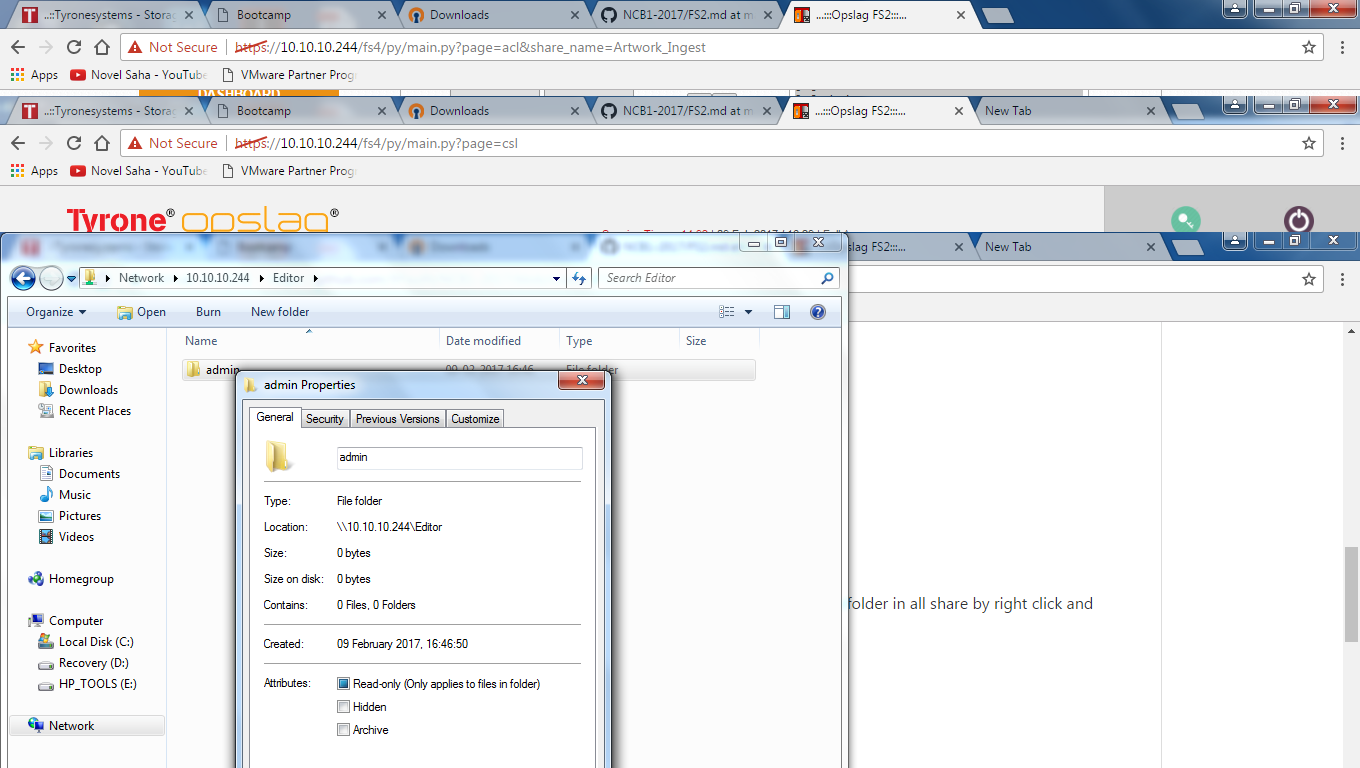 ..::Tyronesystems - Storag Bootcamp Downloads NCB1-2017/FS2.md at m ...:::Opslag FS2:::...
Not Secure https://10.10.10.244/fs4/py/main.py?page=acl&share_name=Artwork_Ingest
Apps Novel Saha - YouTube VMware Partner Prog
DASHBOARD
..::Tyronesystems - Storag Bootcamp Downloads NCB1-2017/FS2.md at m ...:::Opslag FS2:::... New Tab
Not Secure https://10.10.10.244/fs4/py/main.py?page=csl
Apps Novel Saha - YouTube VMware Partner Prog
Tyrone® opslag®
Opslag FS2:::... New Tab
Network 10.10.10.244 Editor Search Editor
Organize Open Burn New folder
Name Date modified Type Size
admin 09-02-2017 16:46 File folder
Favorites
Desktop
Downloads
Recent Places
Libraries
Documents
Music
Pictures
Videos
Homegroup
Computer
Local Disk (C:)
Recovery (D:)
HP_TOOLS (E:)
Network
admin Properties
General Security Previous Versions Customize
admin
Type: File folder
Location: \\10.10.10.244\Editor
Size: 0 bytes
Size on disk: 0 bytes
Contains: 0 Files, 0 Folders
Created: 09 February 2017, 16:46:50
Attributes: Read-only (Only applies to files in folder)
Hidden
Archive
folder in all share by right click and